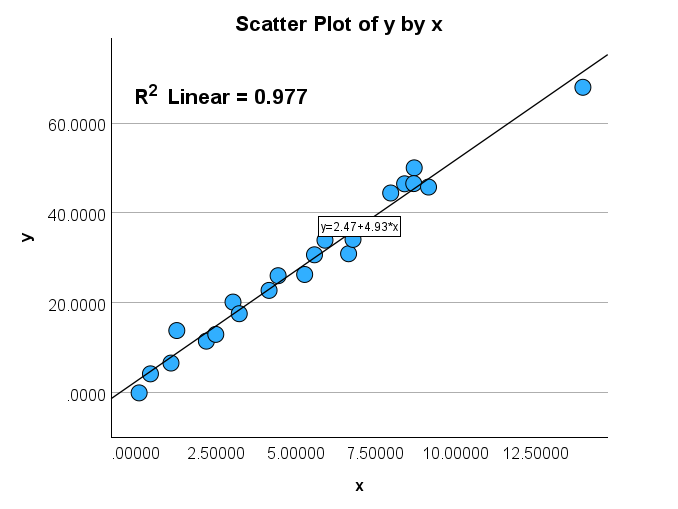 Scatter Plot of y by x
R² Linear = 0.977
60.0000
40.0000
y=2.47+4.93*x
y
20.0000
.0000
.00000 2.50000 5.00000 7.50000 10.00000 12.50000
x